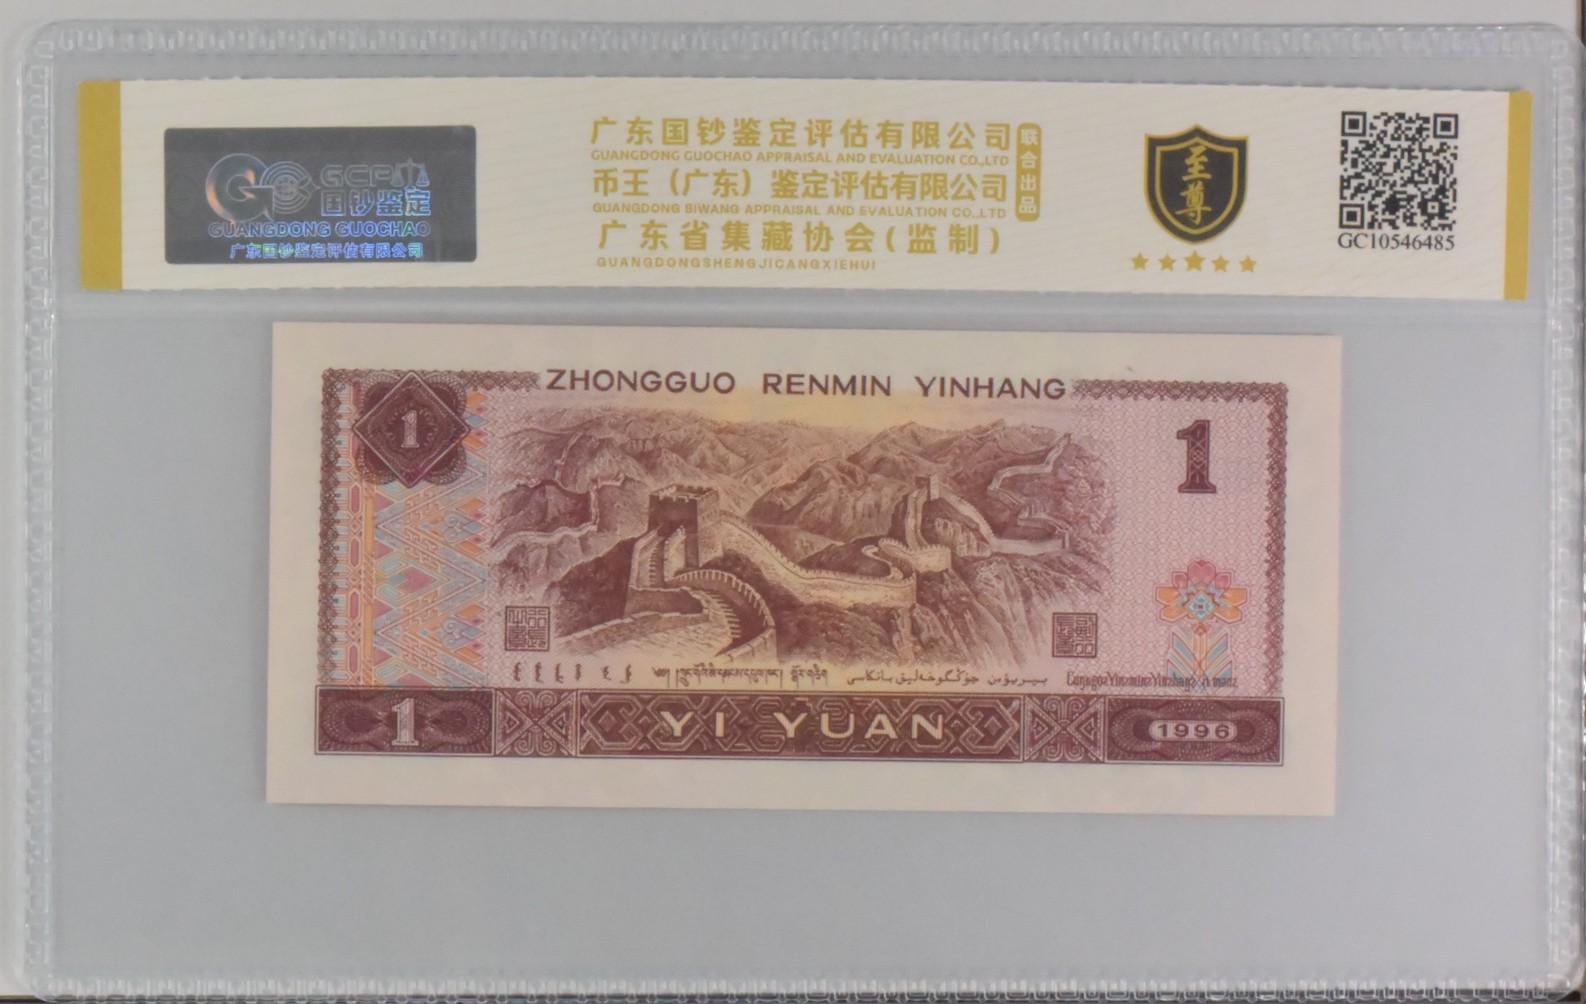 GCP
国钞鉴定
GUANGDONG GUOCHAO
广东国钞鉴定评估有限公司
广东国钞鉴定评估有限公司
GUANGDONG GUOCHAO APPRAISAL AND EVALUATION CO.,LTD
币王（广东）鉴定评估有限公司
GUANGDONG BIWANG APPRAISAL AND EVALUATION CO.,LTD
广东省集藏协会(监制)
GUANGDONGSHENGJICANGXIEHUI
联合出品
至尊
GC10546485
ZHONGGUO RENMIN YINHANG
1
1
1 YI YUAN 1996